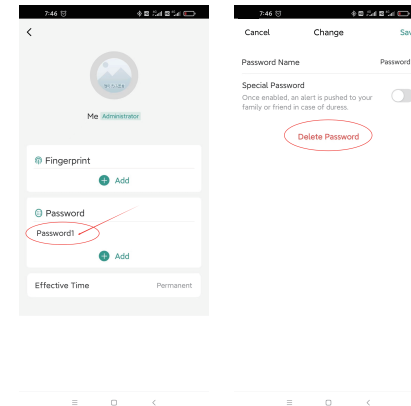 7:46
Me Administrator
Fingerprint
Add
Password
Password1
Add
Effective Time Permanent
7:46
Cancel Change Sav
Password Name Password
Special Password
Once enabled, an alert is pushed to your
family or friend in case of duress.
Delete Password